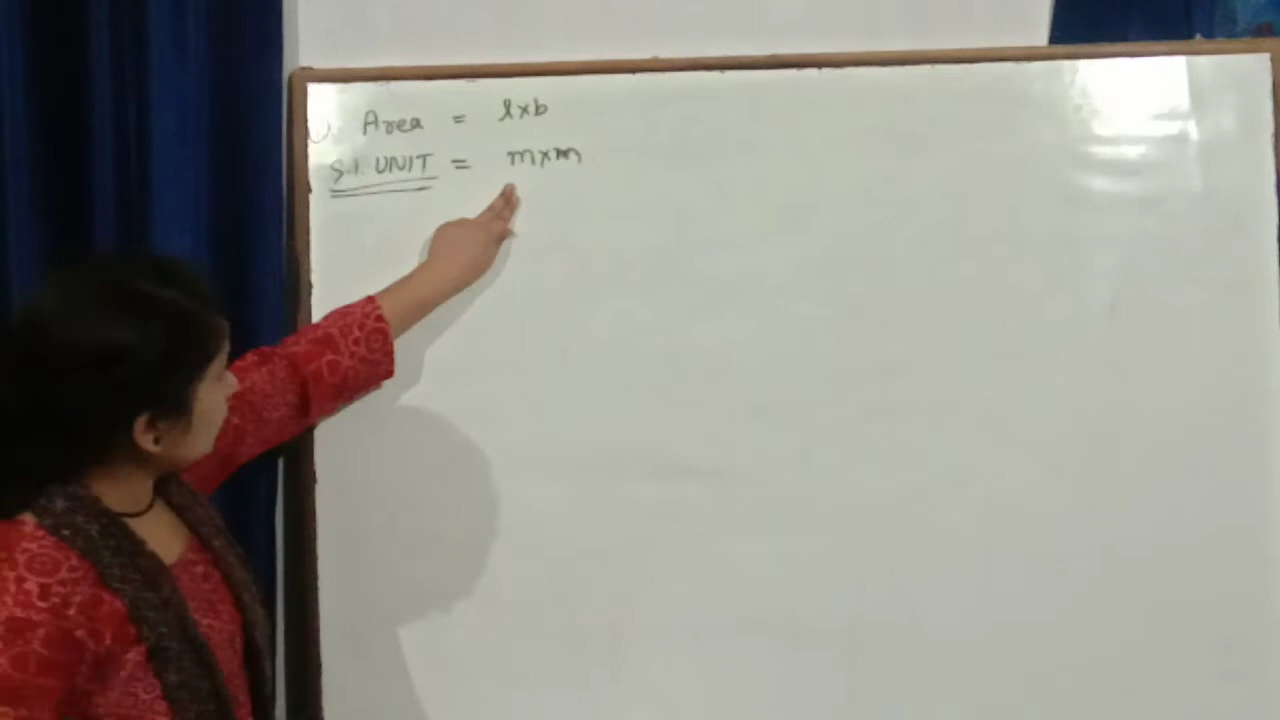 Area = l×b
S.I. UNIT = m×m